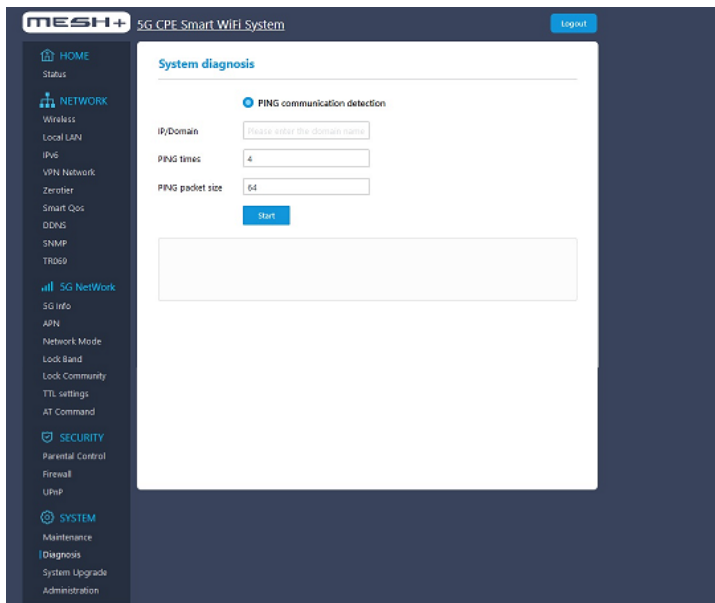 MESH+
5G CPE Smart WiFi System
Logout
HOME
Status
NETWORK
Wireless
Local LAN
IPv6
VPN Network
Zerotier
Smart Qos
DDNS
SNMP
TR069
5G NetWork
5G Info
APN
Network Mode
Lock Band
Lock Community
TTL settings
AT Command
SECURITY
Parental Control
Firewall
UPnP
SYSTEM
Maintenance
Diagnosis
System Upgrade
Administration
System diagnosis
PING communication detection
IP/Domain
Please enter the domain name
PING times
4
PING packet size
64
Start